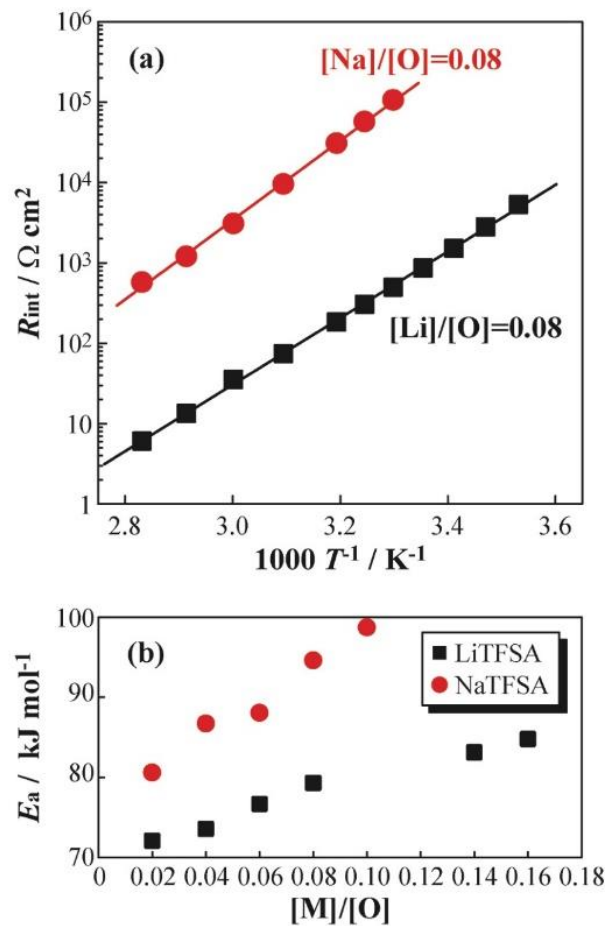 (a)
[Na]/[O]=0.08
[Li]/[O]=0.08
R_int / Ω cm²
10⁶
10⁵
10⁴
10³
10²
10
1
2.8 3.0 3.2 3.4 3.6
1000 T⁻¹ / K⁻¹
(b)
LiTFSA
NaTFSA
E_a / kJ mol⁻¹
100
90
80
70
0 0.02 0.04 0.06 0.08 0.10 0.12 0.14 0.16 0.18
[M]/[O]